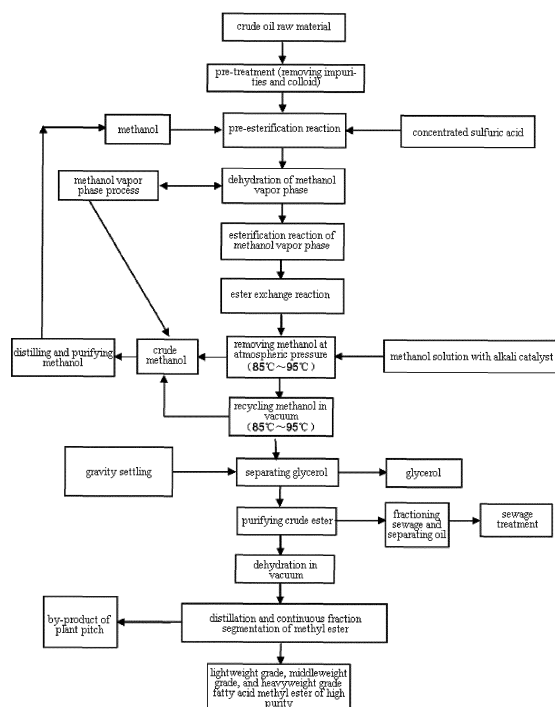 crude oil raw material
pre-treatment (removing impuri-
ties and colloid)
methanol
pre-esterification reaction
concentrated sulfuric acid
methanol vapor
phase process
dehydration of methanol
vapor phase
esterification reaction of
methanol vapor phase
ester exchange reaction
distilling and purifying
methanol
crude
methanol
removing methanol at
atmospheric pressure
(85℃～95℃)
methanol solution with alkali catalyst
recycling methanol in
vacuum
(85℃～95℃)
gravity settling
separating glycerol
glycerol
purifying crude ester
fractioning
sewage and
separating oil
sewage
treatment
dehydration in
vacuum
by-product of
plant pitch
distillation and continuous fraction
segmentation of methyl ester
lightweight grade, middleweight
grade, and heavyweight grade
fatty acid methyl ester of high
purity